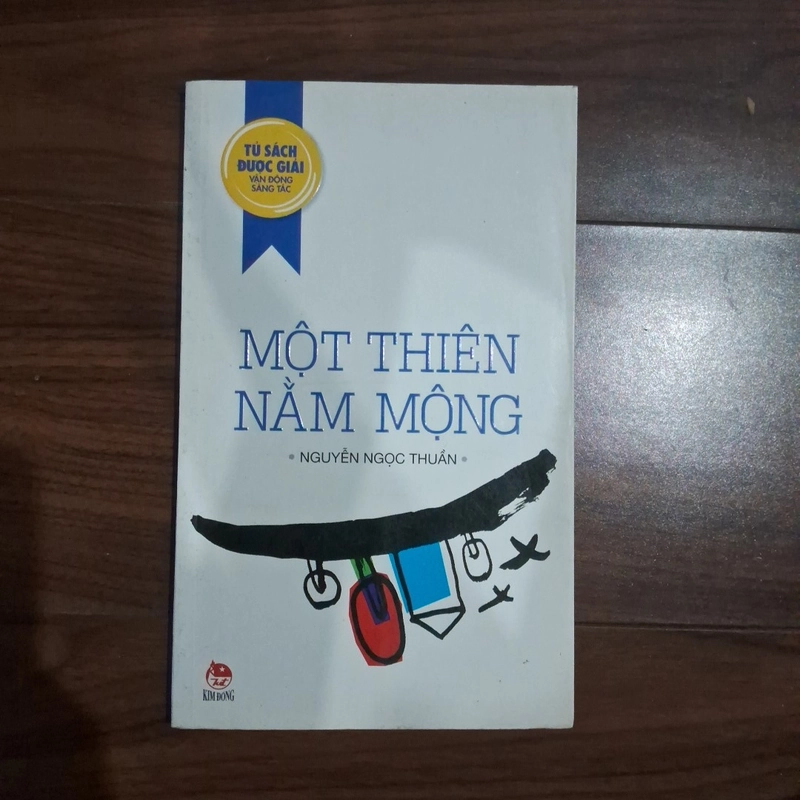 TỦ SÁCH
ĐƯỢC GIẢI
VẬN ĐỘNG
SÁNG TÁC
MỘT THIÊN
NẰM MỘNG
• NGUYỄN NGỌC THUẦN •
KIM ĐỒNG